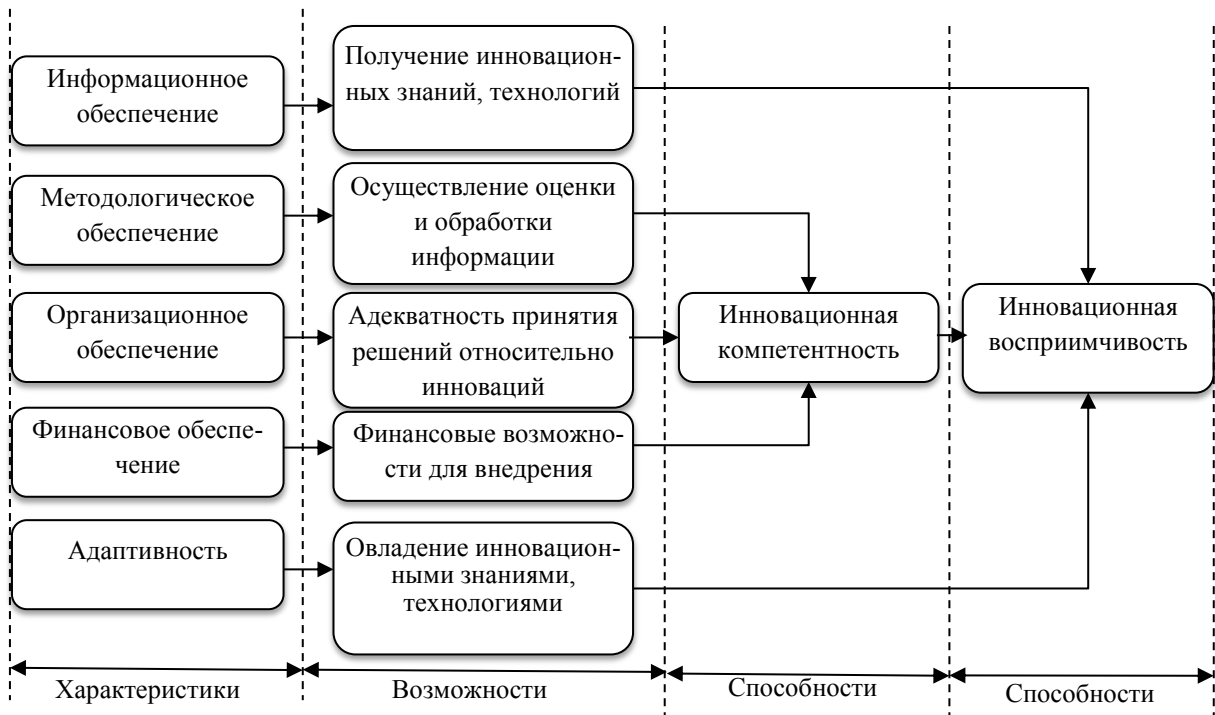 Информационное
обеспечение
Получение инновацион-
ных знаний, технологий
Методологическое
обеспечение
Осуществление оценки
и обработки
информации
Организационное
обеспечение
Адекватность принятия
решений относительно
инноваций
Инновационная
компетентность
Инновационная
восприимчивость
Финансовое обеспе-
чение
Финансовые возможно-
сти для внедрения
Адаптивность
Овладение инновацион-
ными знаниями,
технологиями
Характеристики
Возможности
Способности
Способности